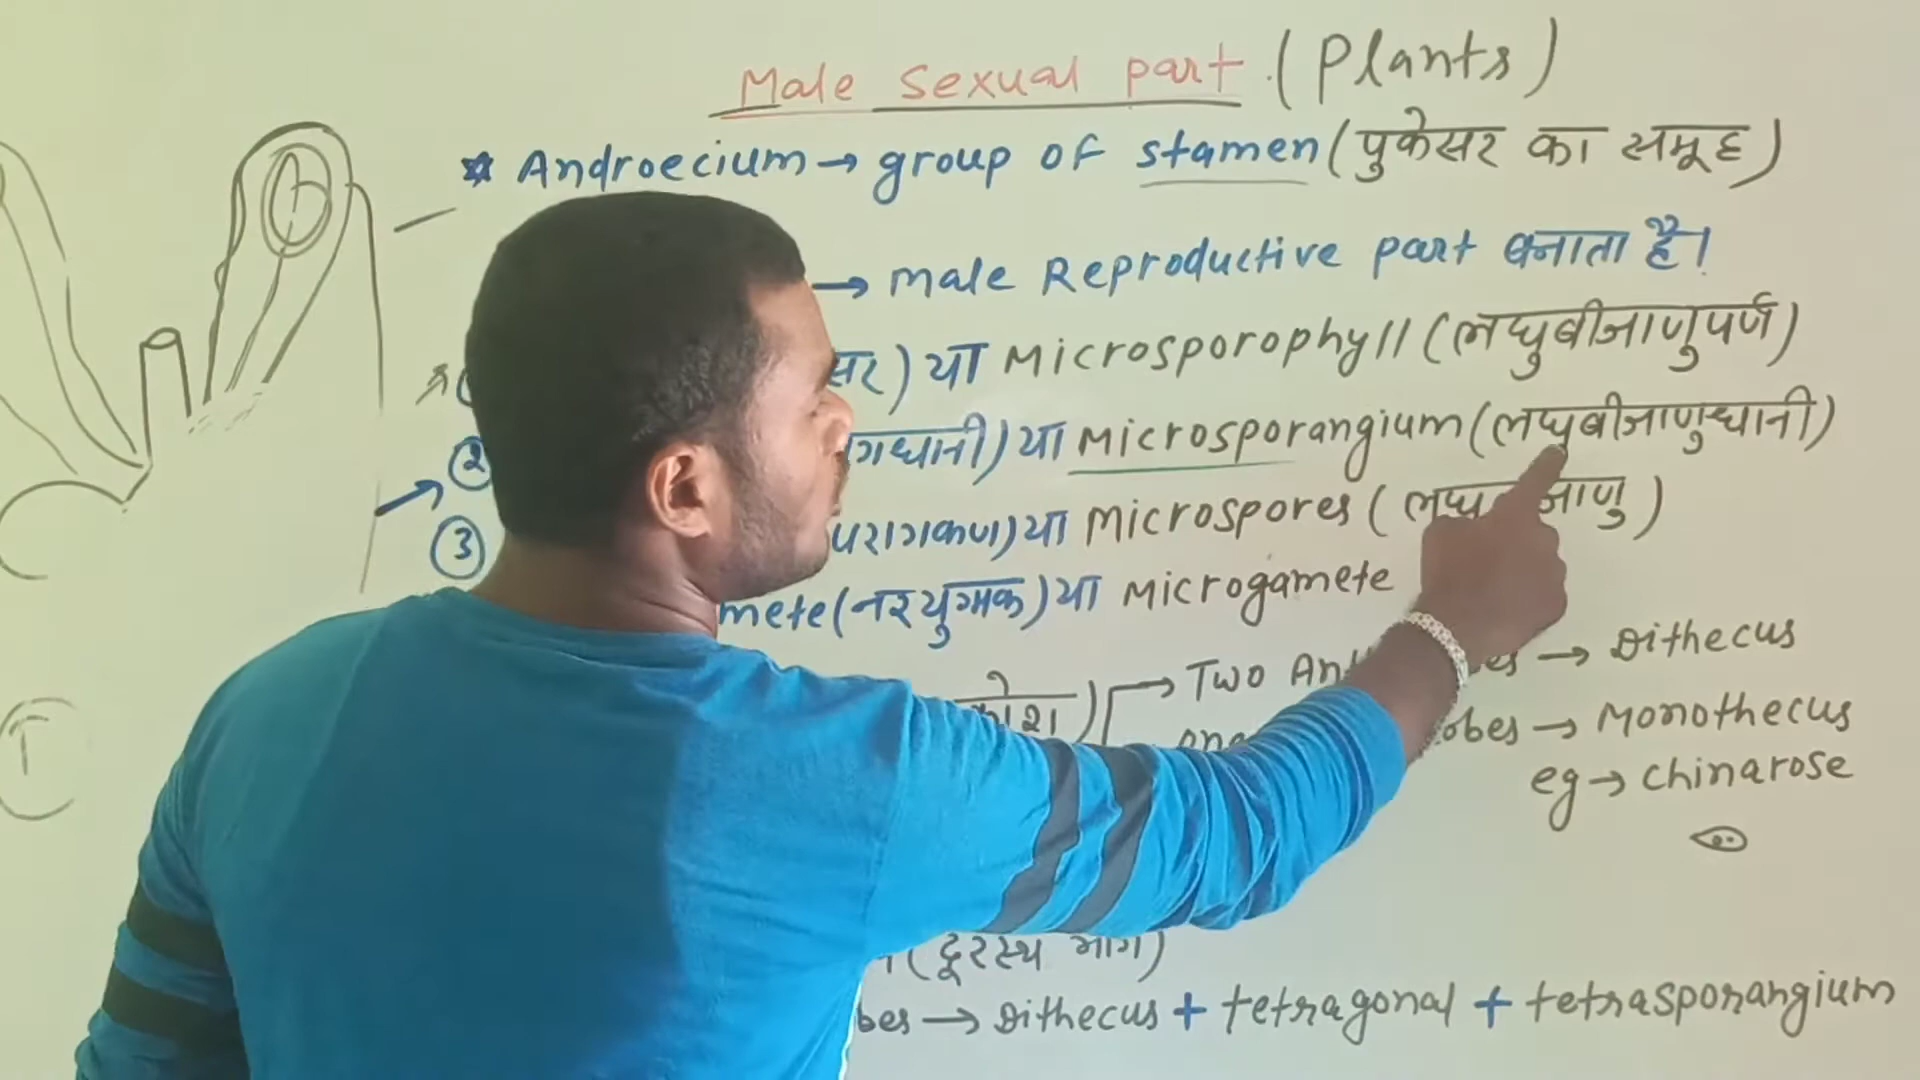 Male sexual part (Plants)
Androecium → group of stamen (पुकेसर का समूह)
→ male Reproductive part बनाता है।
सर) या Microsporophyll (लघुबीजाणुपर्ण)
② गधानी) या Microsporangium (लघुबीजाणुधानी)
③ परागकण) या Microspores (लघ जाणु)
mete (नरयुग्मक) या Microgamete
कोश) → Two An es → Dithecus
one obes → Monothecus
eg → Chinarose
(दूरस्थ भाग)
bes → Dithecus + tetragonal + tetrasporangium
T